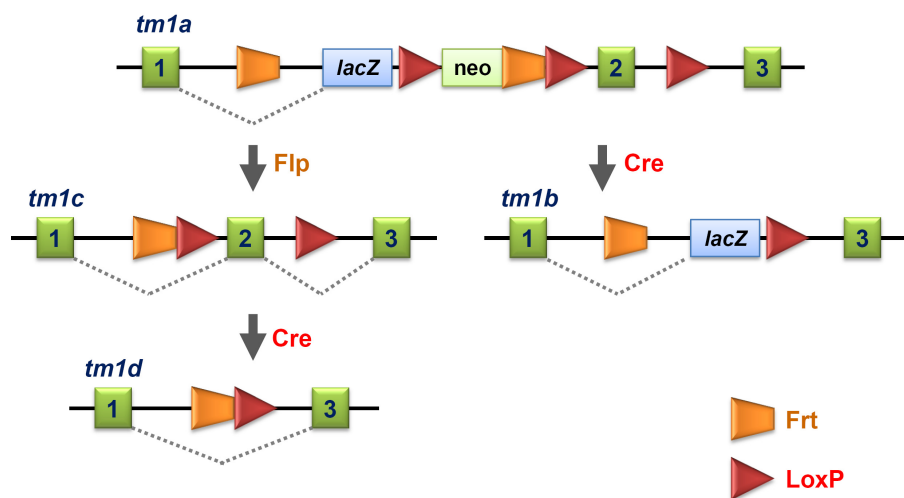 tm1a
1 lacZ neo 2 3
Flp Cre
tm1c tm1b
1 2 3 1 lacZ 3
Cre
tm1d
1 3
Frt
LoxP